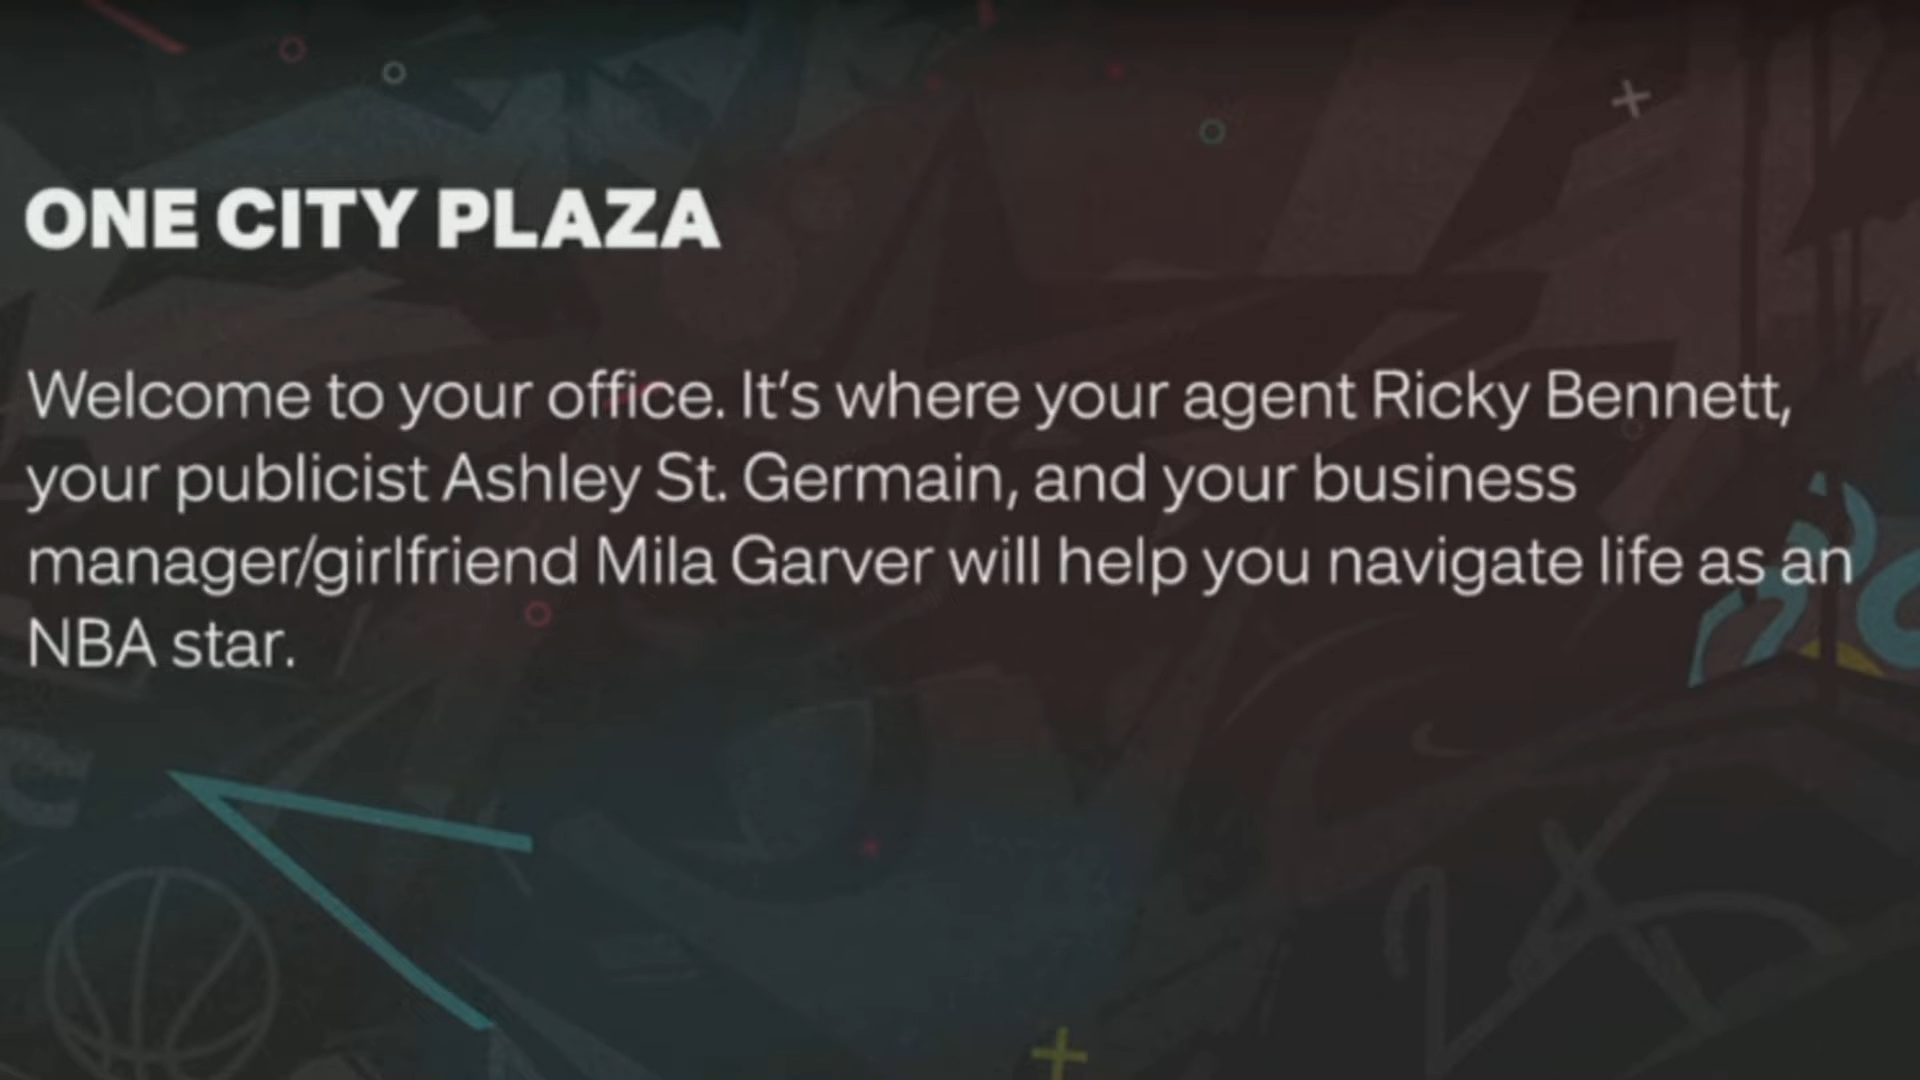 ONE CITY PLAZA
Welcome to your office. It's where your agent Ricky Bennett,
your publicist Ashley St. Germain, and your business
manager/girlfriend Mila Garver will help you navigate life as an
NBA star.